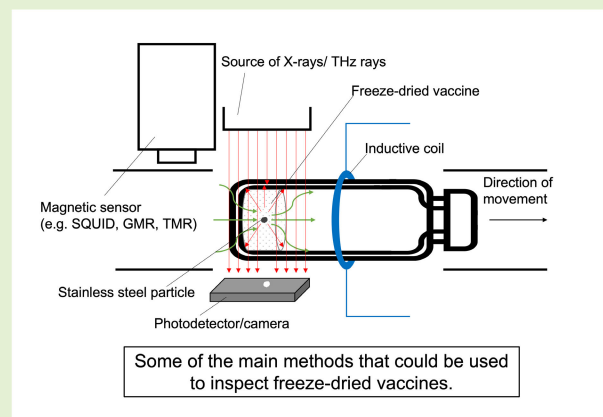 Source of X-rays/ THz rays
Freeze-dried vaccine
Inductive coil
Direction of
movement
Magnetic sensor
(e.g. SQUID, GMR, TMR)
Stainless steel particle
Photodetector/camera
Some of the main methods that could be used
to inspect freeze-dried vaccines.